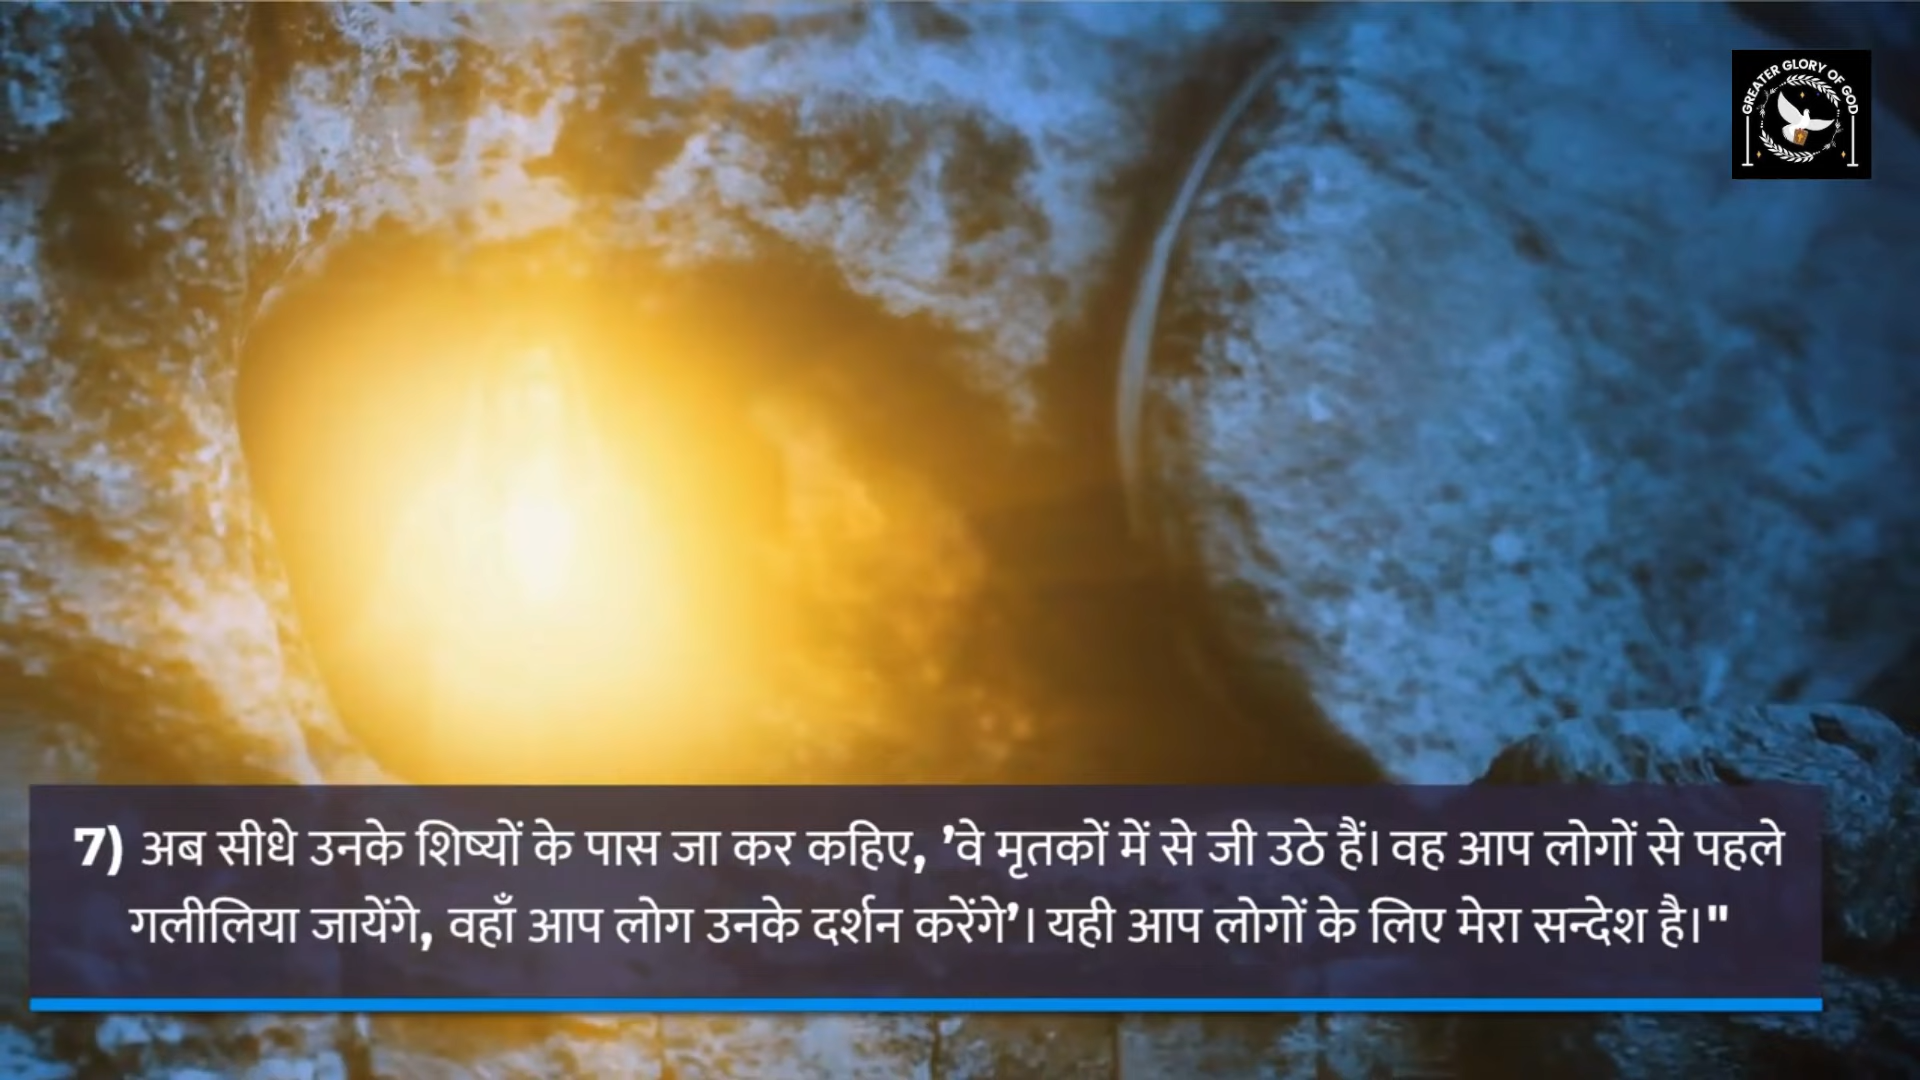 GREATER GLORY OF GOD
7) अब सीधे उनके शिष्यों के पास जा कर कहिए, ’वे मृतकों में से जी उठे हैं। वह आप लोगों से पहले
गलीलिया जायेंगे, वहाँ आप लोग उनके दर्शन करेंगे’। यही आप लोगों के लिए मेरा सन्देश है।"